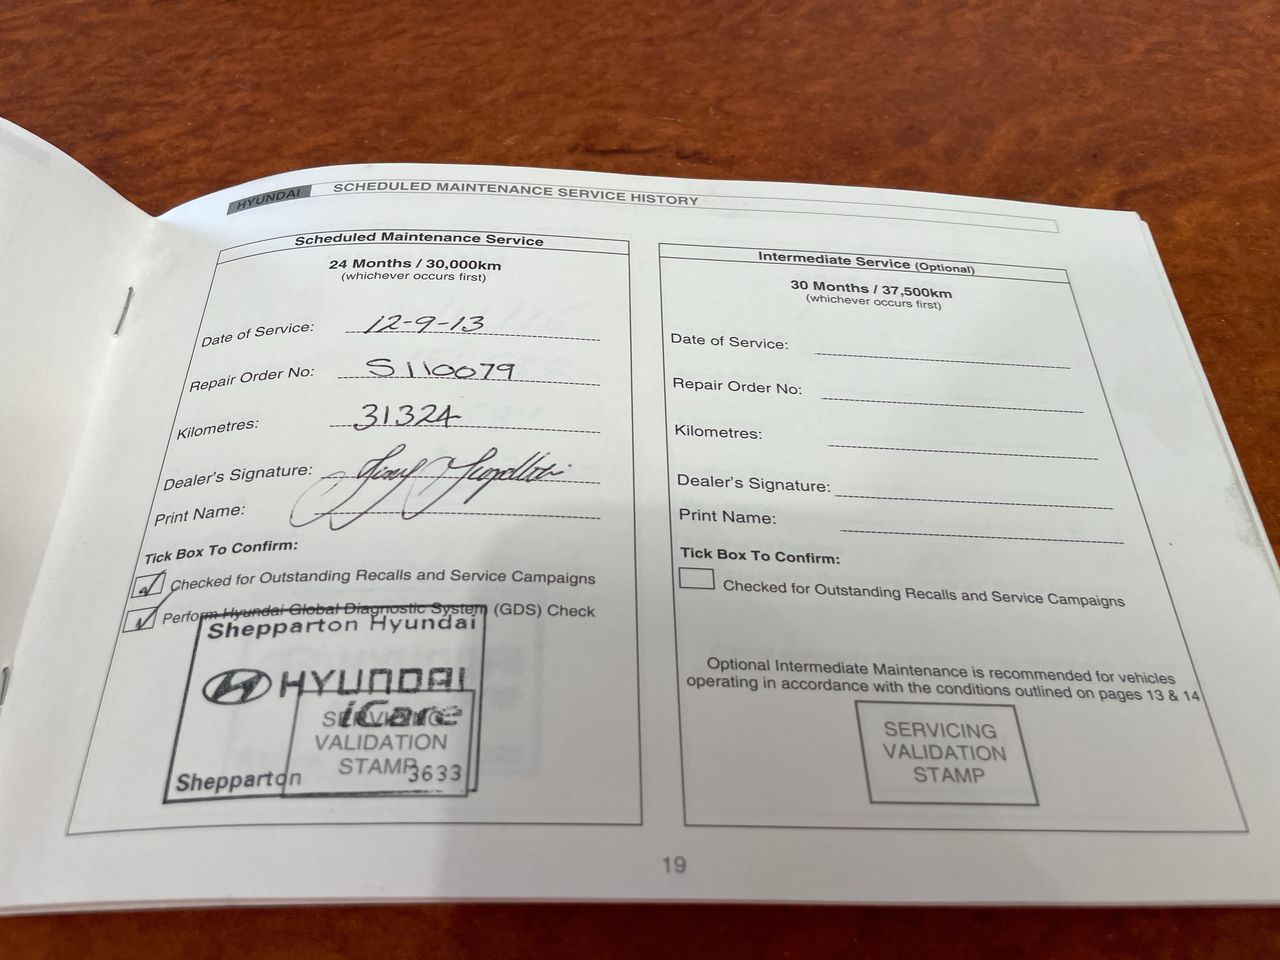 HYUNDAI
SCHEDULED MAINTENANCE SERVICE HISTORY
Scheduled Maintenance Service
24 Months / 30,000km
(whichever occurs first)
Date of Service: 12-9-13
Repair Order No: S110079
Kilometres: 31324
Dealer's Signature:
Print Name:
Tick Box To Confirm:
Checked for Outstanding Recalls and Service Campaigns
Perform Hyundai Global Diagnostic System (GDS) Check
Shepparton Hyundai
HYUNDAI
iCare
SERVICING
VALIDATION
STAMP
Shepparton 3633
Intermediate Service (Optional)
30 Months / 37,500km
(whichever occurs first)
Date of Service:
Repair Order No:
Kilometres:
Dealer's Signature:
Print Name:
Tick Box To Confirm:
Checked for Outstanding Recalls and Service Campaigns
Optional Intermediate Maintenance is recommended for vehicles
operating in accordance with the conditions outlined on pages 13 & 14
SERVICING
VALIDATION
STAMP
19